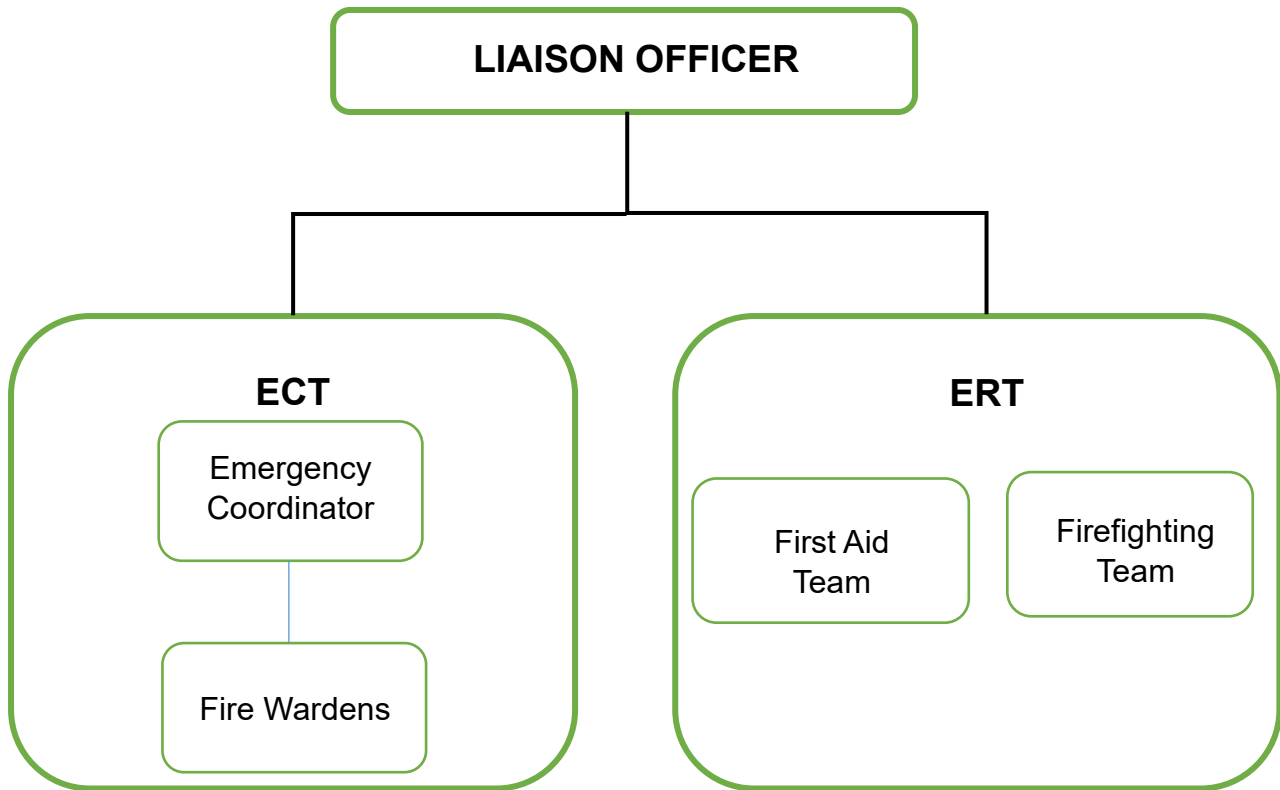 LIAISON OFFICER
ECT
Emergency
Coordinator
Fire Wardens
ERT
First Aid
Team
Firefighting
Team